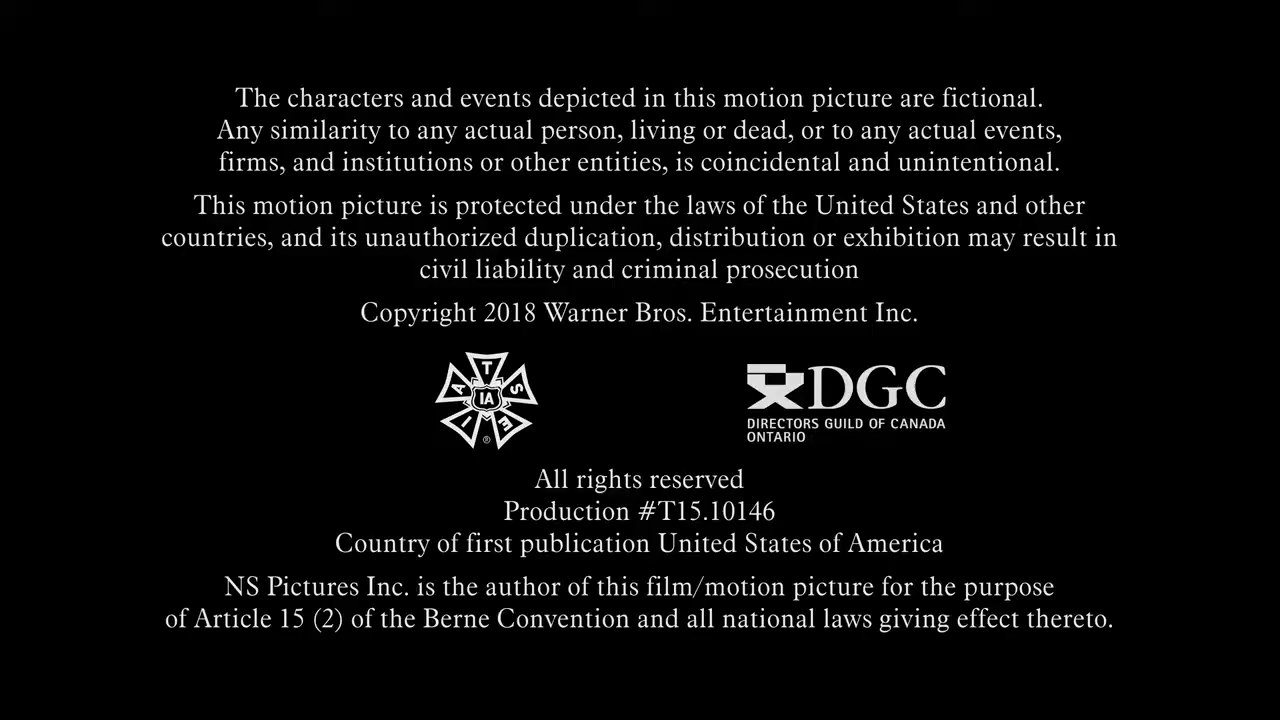 The characters and events depicted in this motion picture are fictional.
Any similarity to any actual person, living or dead, or to any actual events,
firms, and institutions or other entities, is coincidental and unintentional.
This motion picture is protected under the laws of the United States and other
countries, and its unauthorized duplication, distribution or exhibition may result in
civil liability and criminal prosecution
Copyright 2018 Warner Bros. Entertainment Inc.
I A T S E
IA
®
DGC
DIRECTORS GUILD OF CANADA
ONTARIO
All rights reserved
Production #T15.10146
Country of first publication United States of America
NS Pictures Inc. is the author of this film/motion picture for the purpose
of Article 15 (2) of the Berne Convention and all national laws giving effect thereto.